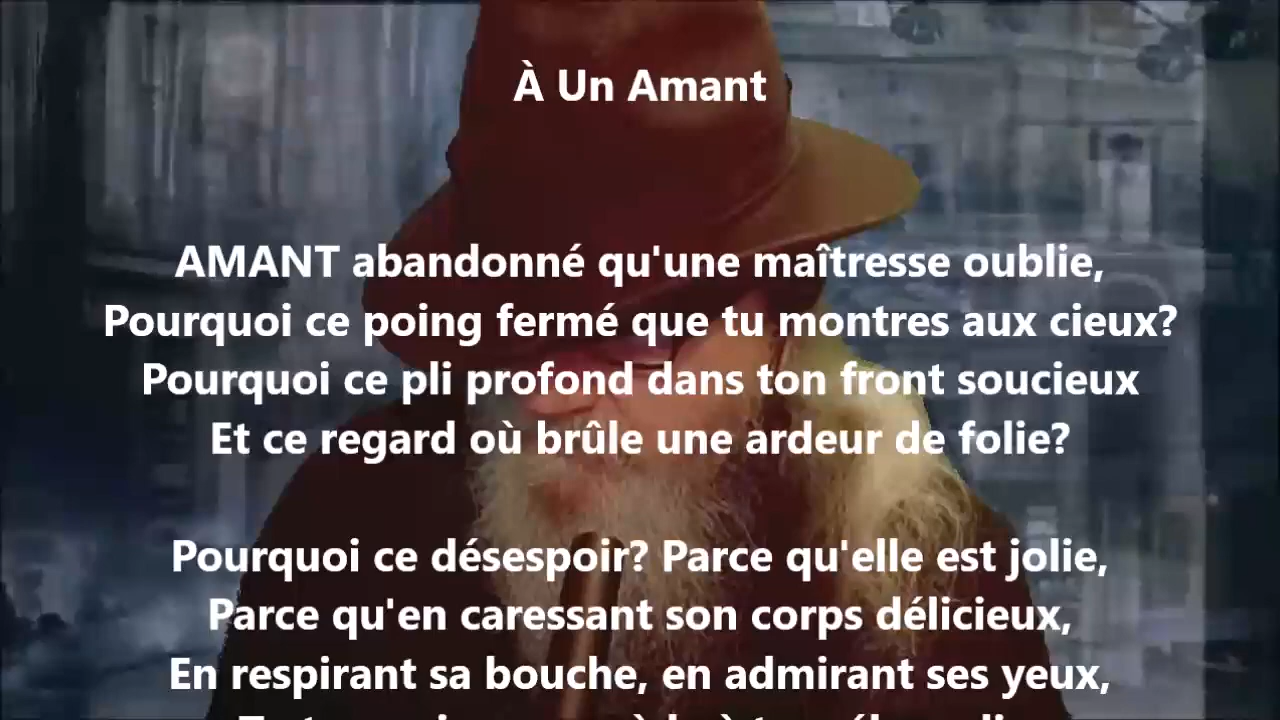 À Un Amant
AMANT abandonné qu'une maîtresse oublie,
Pourquoi ce poing fermé que tu montres aux cieux?
Pourquoi ce pli profond dans ton front soucieux
Et ce regard où brûle une ardeur de folie?
Pourquoi ce désespoir? Parce qu'elle est jolie,
Parce qu'en caressant son corps délicieux,
En respirant sa bouche, en admirant ses yeux,